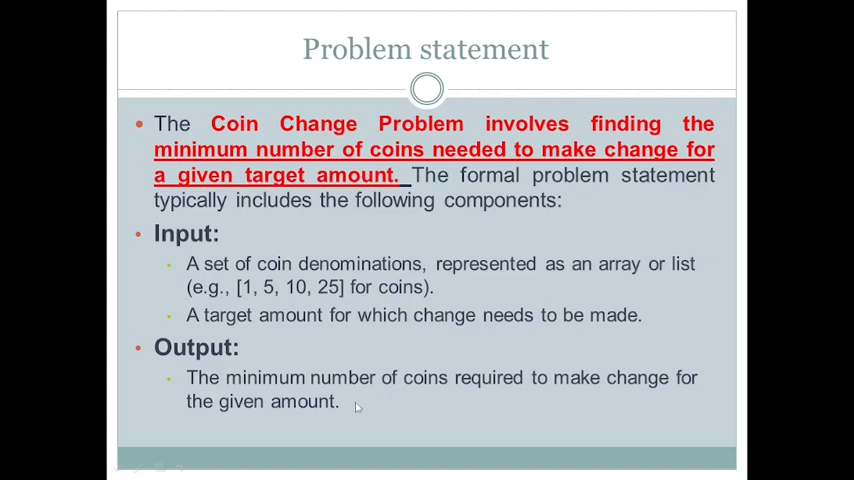 Problem statement
• The Coin Change Problem involves finding the
minimum number of coins needed to make change for
a given target amount. The formal problem statement
typically includes the following components:
• Input:
• A set of coin denominations, represented as an array or list
(e.g., [1, 5, 10, 25] for coins).
• A target amount for which change needs to be made.
• Output:
• The minimum number of coins required to make change for
the given amount.